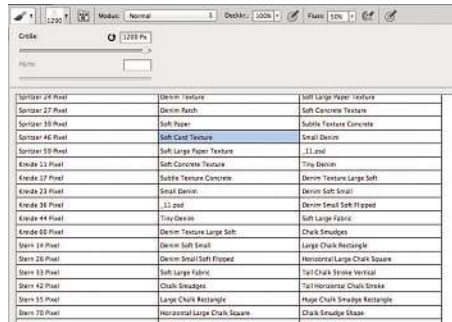 1200 Modus: Normal Deckkr.: 100% Fluss: 50%
Größe: 1200 Px
Härte:
Spritzer 24 Pixel Denim Texture Soft Large Paper Texture
Spritzer 27 Pixel Denim Patch Soft Concrete Texture
Spritzer 39 Pixel Soft Paper Subtle Texture Concrete
Spritzer 46 Pixel Soft Card Texture Small Denim
Spritzer 59 Pixel Soft Large Paper Texture _11.psd
Kreide 11 Pixel Soft Concrete Texture Tiny Denim
Kreide 17 Pixel Subtle Texture Concrete Denim Texture Large Soft
Kreide 23 Pixel Small Denim Denim Soft Small
Kreide 36 Pixel _11.psd Denim Small Soft Flipped
Kreide 44 Pixel Tiny Denim Soft Large Fabric
Kreide 60 Pixel Denim Texture Large Soft Chalk Smudges
Stern 14 Pixel Denim Soft Small Large Chalk Rectangle
Stern 26 Pixel Denim Small Soft Flipped Horizontal Large Chalk Square
Stern 33 Pixel Soft Large Fabric Tall Chalk Stroke Vertical
Stern 42 Pixel Chalk Smudges Tall Horizontal Chalk Stroke
Stern 55 Pixel Large Chalk Rectangle Huge Chalk Smudge Rectangle
Stern 70 Pixel Horizontal Large Chalk Square Chalk Smudge Shape